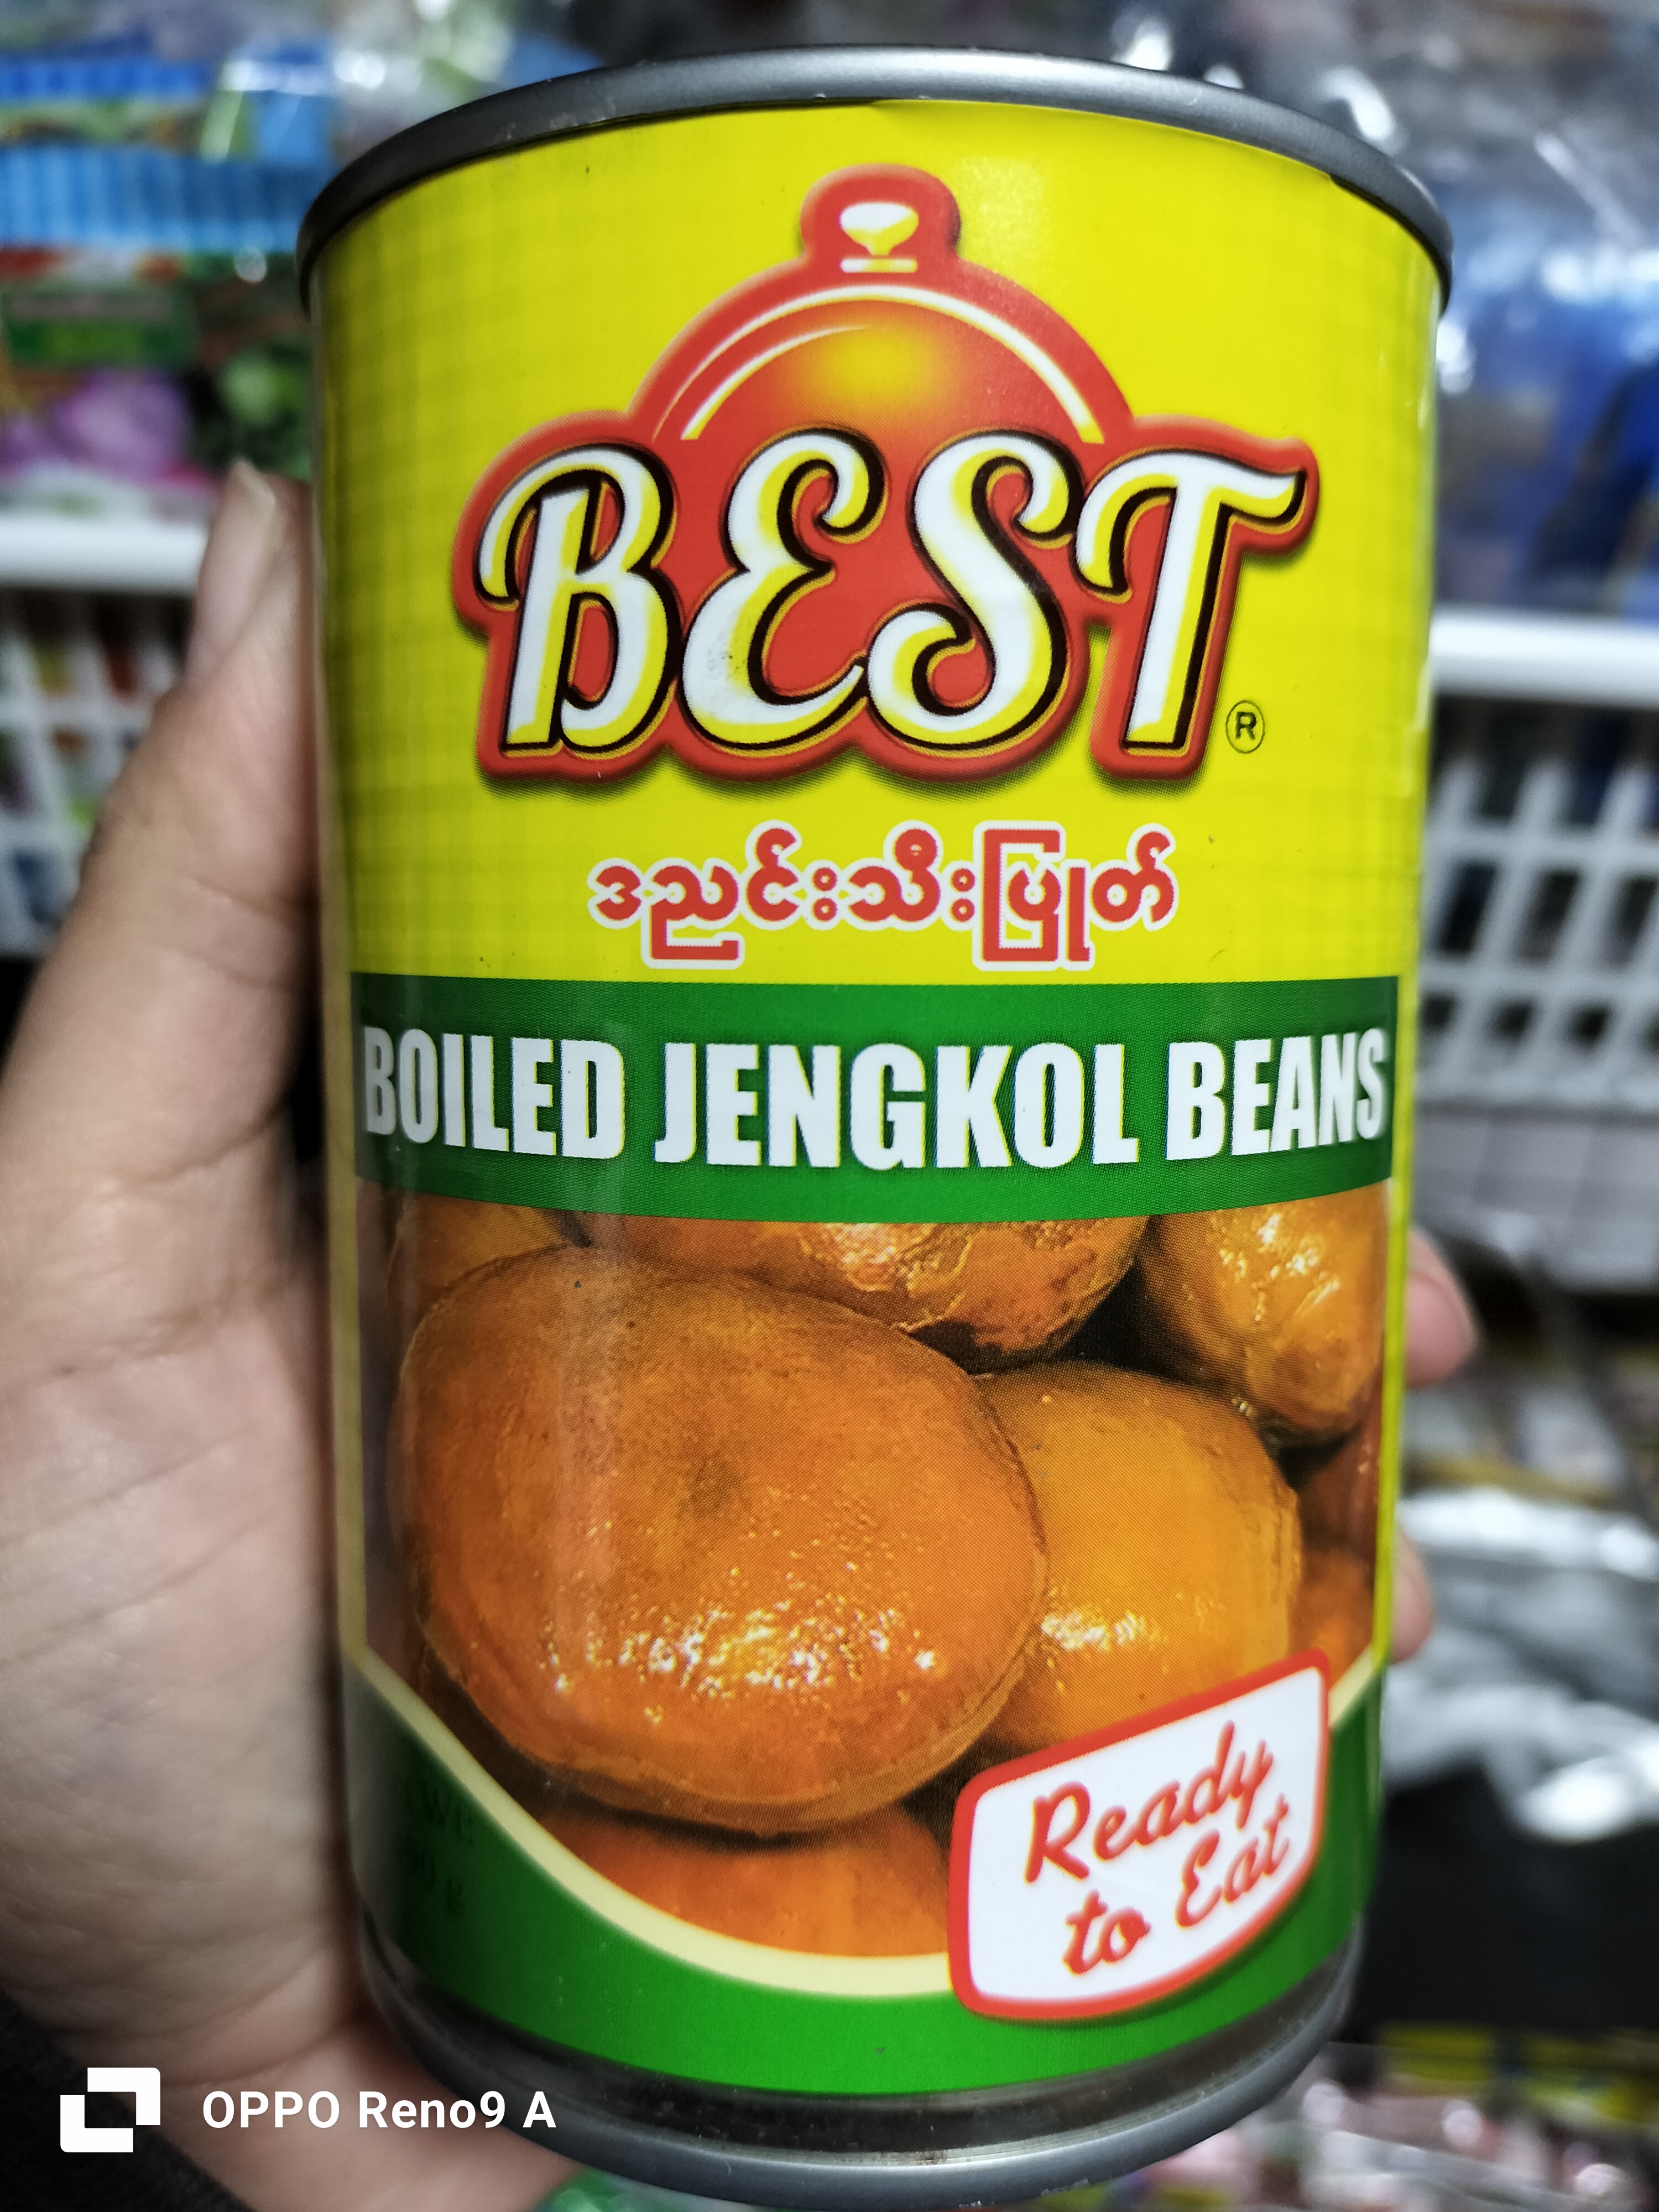 BEST
®
ဒညင်းသီးပြုတ်
BOILED JENGKOL BEANS
Ready
to Eat
OPPO Reno9 A